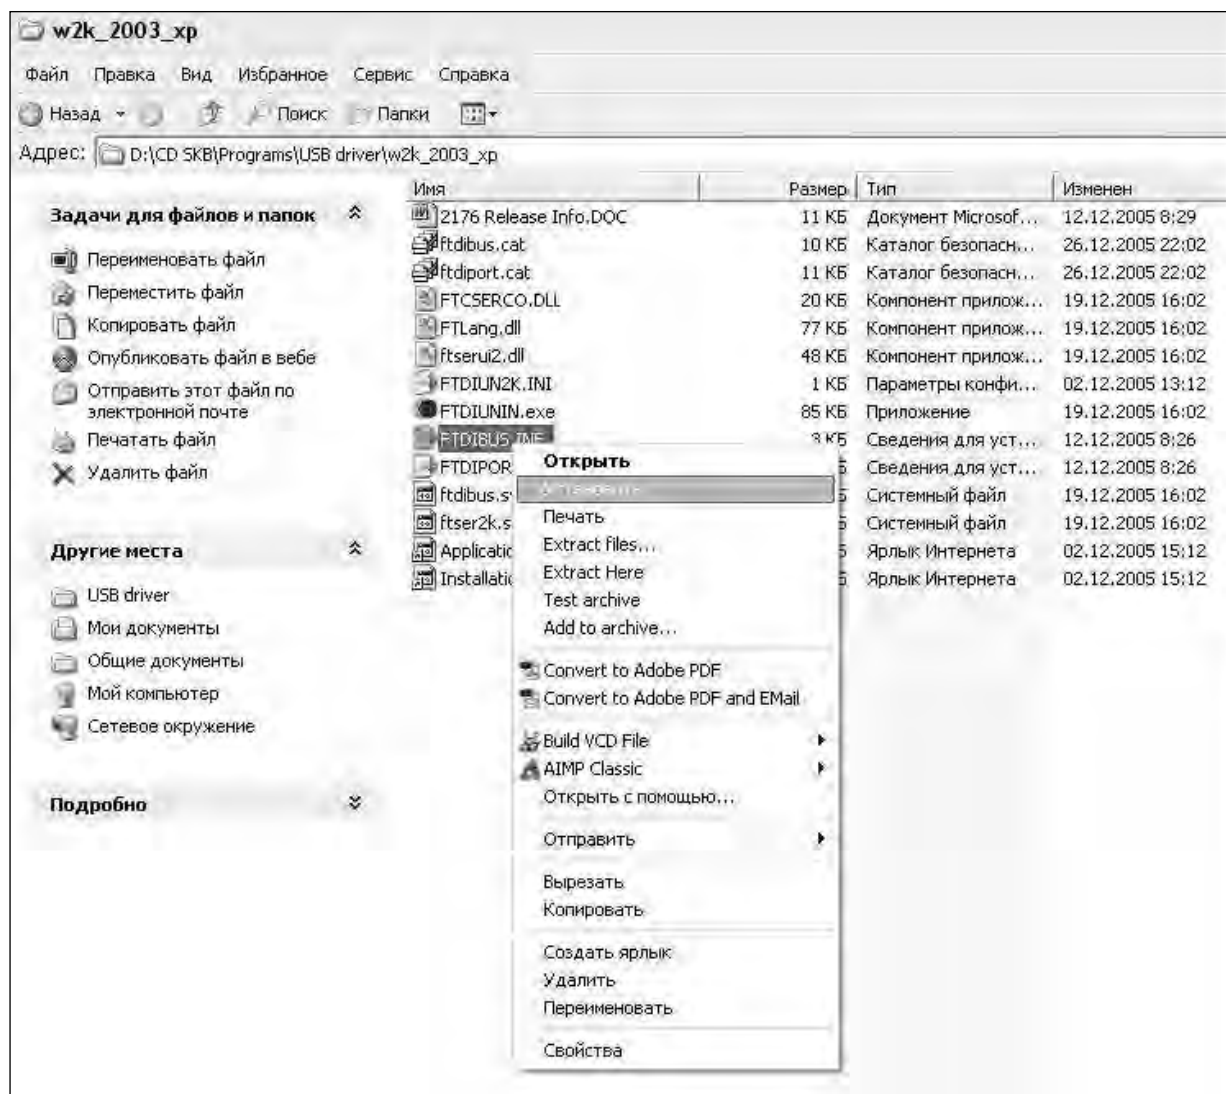 w2k_2003_xp
Файл Правка Вид Избранное Сервис Справка
Назад Поиск Папки
Адрес: D:\CD SKB\Programs\USB driver\w2k_2003_xp
Имя Размер Тип Изменен
Задачи для файлов и папок
Переименовать файл
Переместить файл
Копировать файл
Опубликовать файл в вебе
Отправить этот файл по
электронной почте
Печатать файл
Удалить файл
Другие места
USB driver
Мои документы
Общие документы
Мой компьютер
Сетевое окружение
Подробно
2176 Release Info.DOC 11 КБ Документ Microsof... 12.12.2005 8:29
ftdibus.cat 10 КБ Каталог безопасн... 26.12.2005 22:02
ftdiport.cat 11 КБ Каталог безопасн... 26.12.2005 22:02
FTCSERCO.DLL 20 КБ Компонент прилож... 19.12.2005 16:02
FTLang.dll 77 КБ Компонент прилож... 19.12.2005 16:02
ftserui2.dll 48 КБ Компонент прилож... 19.12.2005 16:02
FTDIUN2K.INI 1 КБ Параметры конфи... 02.12.2005 13:12
FTDIUNIN.exe 85 КБ Приложение 19.12.2005 16:02
FTDIBUS.INF 3 КБ Сведения для уст... 12.12.2005 8:26
FTDIPOR Б Сведения для уст... 12.12.2005 8:26
ftdibus.s Б Системный файл 19.12.2005 16:02
ftser2k.s Б Системный файл 19.12.2005 16:02
Applicatio Б Ярлык Интернета 02.12.2005 15:12
Installatio Б Ярлык Интернета 02.12.2005 15:12
Открыть
Печать
Extract files...
Extract Here
Test archive
Add to archive...
Convert to Adobe PDF
Convert to Adobe PDF and EMail
Build VCD File
AIMP Classic
Открыть с помощью...
Отправить
Вырезать
Копировать
Создать ярлык
Удалить
Переименовать
Свойства